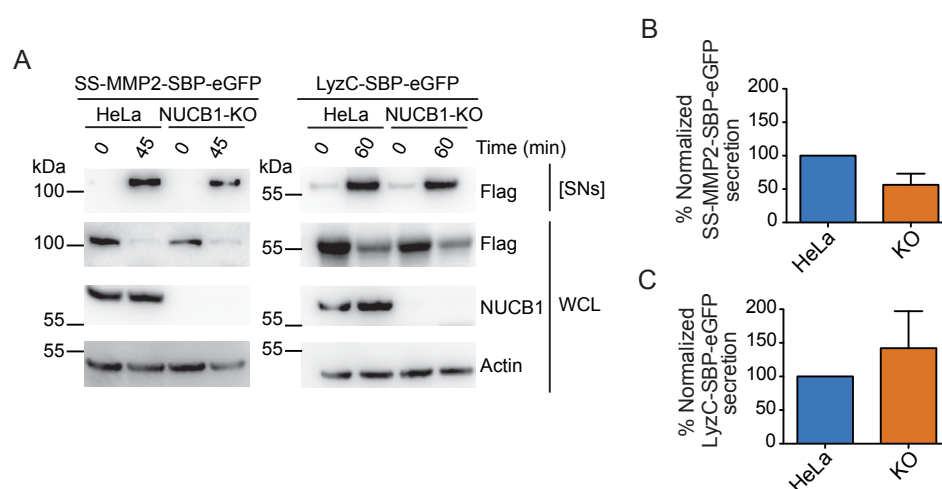 A
SS-MMP2-SBP-eGFP
HeLa NUCB1-KO
0 45 0 45
kDa
100
100
55
55
LyzC-SBP-eGFP
HeLa NUCB1-KO
0 60 0 60 Time (min)
kDa
55 Flag [SNs]
55 Flag
NUCB1 WCL
55
55
Actin
B
% Normalized
SS-MMP2-SBP-eGFP
secretion
200
150
100
50
0
HeLa KO
C
% Normalized
LyzC-SBP-eGFP
secretion
200
150
100
50
0
HeLa KO